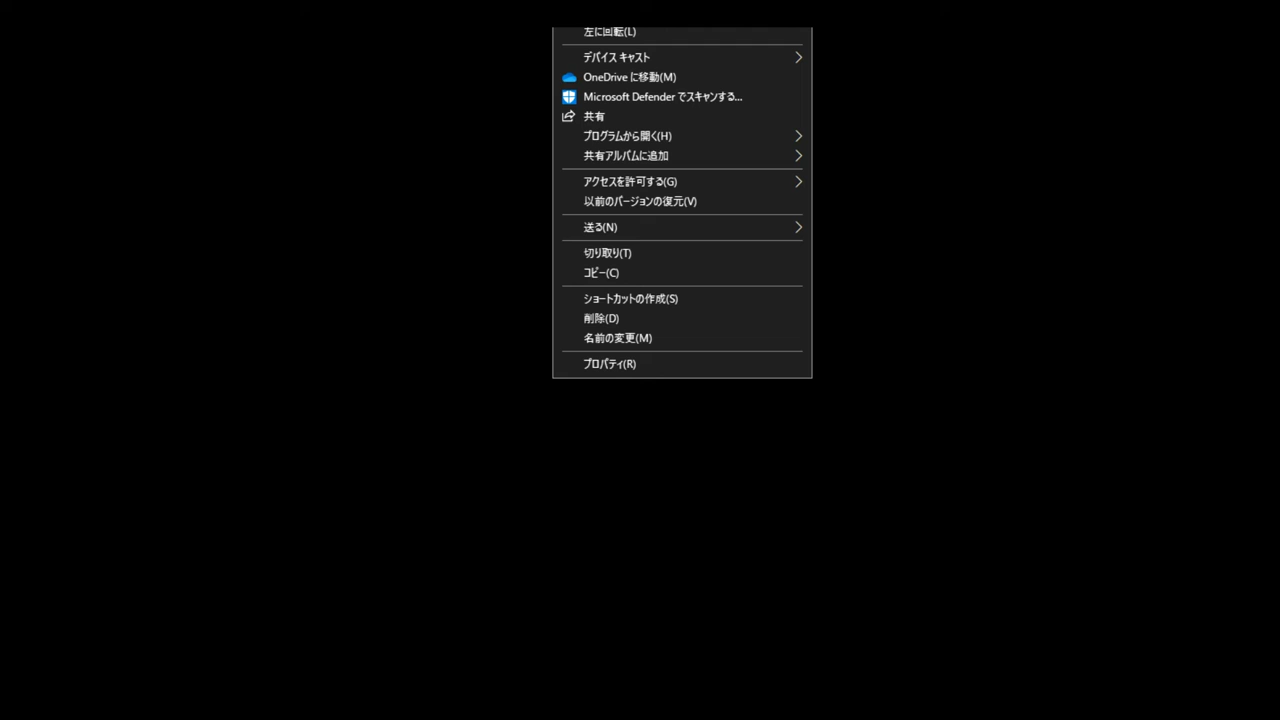 左に回転(L)
デバイス キャスト
OneDrive に移動(M)
Microsoft Defender でスキャンする...
共有
プログラムから開く(H)
共有アルバムに追加
アクセスを許可する(G)
以前のバージョンの復元(V)
送る(N)
切り取り(T)
コピー(C)
ショートカットの作成(S)
削除(D)
名前の変更(M)
プロパティ(R)